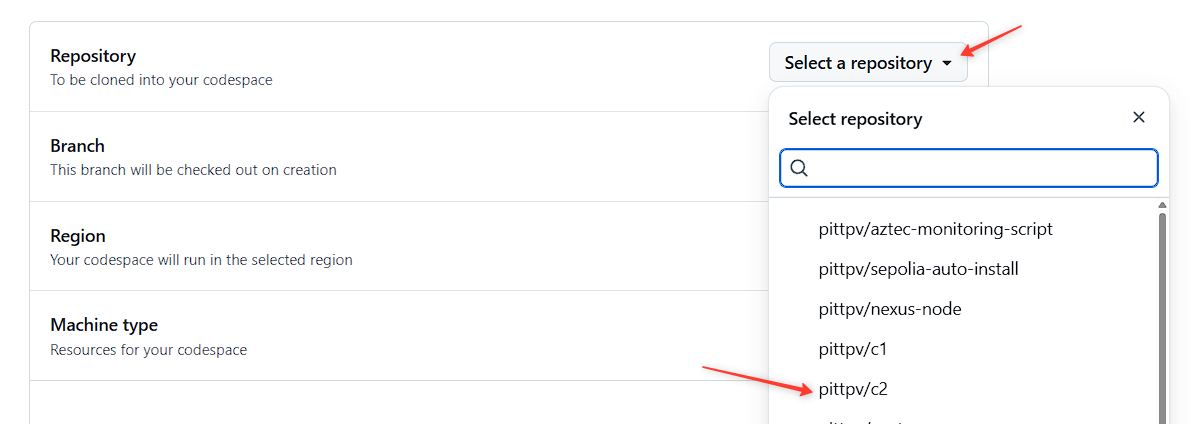 Repository
To be cloned into your codespace
Select a repository
Branch
This branch will be checked out on creation
Region
Your codespace will run in the selected region
Machine type
Resources for your codespace
Select repository
pittpv/aztec-monitoring-script
pittpv/sepolia-auto-install
pittpv/nexus-node
pittpv/c1
pittpv/c2